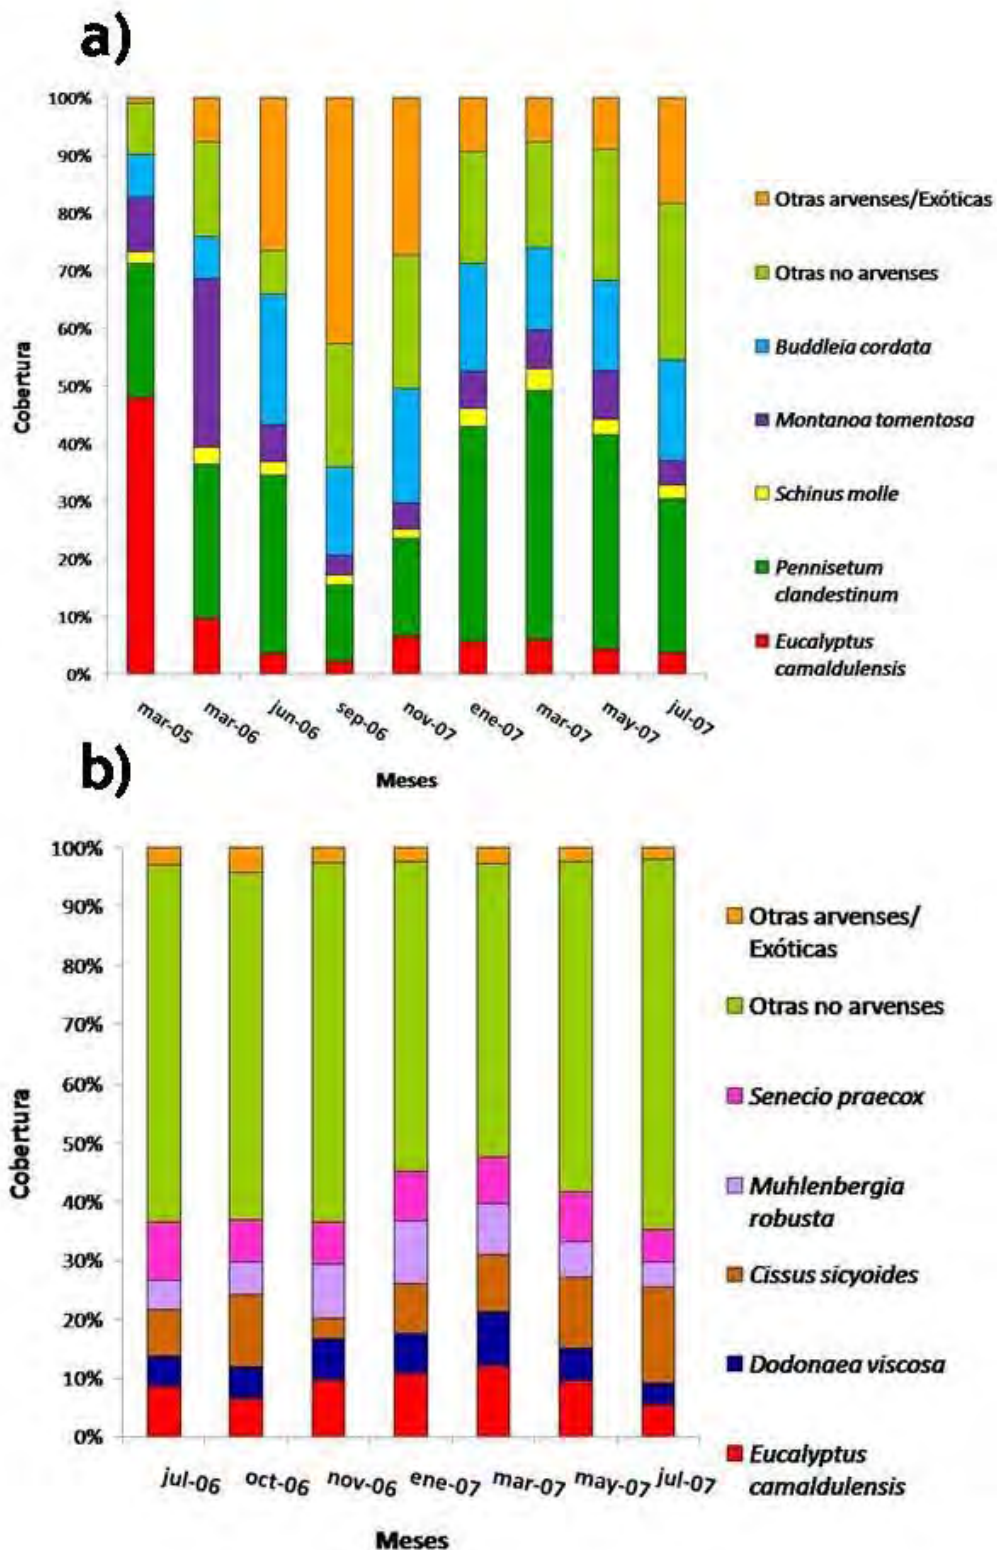 a)
100%
90%
80%
70%
60%
50%
40%
30%
20%
10%
0%
Cobertura
mar-05
mar-06
jun-06
sep-06
nov-07
ene-07
mar-07
may-07
jul-07
Meses
Otras arvenses/Exóticas
Otras no arvenses
Buddleia cordata
Montanoa tomentosa
Schinus molle
Pennisetum
clandestinum
Eucalyptus
camaldulensis
b)
100%
90%
80%
70%
60%
50%
40%
30%
20%
10%
0%
Cobertura
jul-06
oct-06
nov-06
ene-07
mar-07
may-07
jul-07
Meses
Otras arvenses/
Exóticas
Otras no arvenses
Senecio praecox
Muhlenbergia
robusta
Cissus sicyoides
Dodonaea viscosa
Eucalyptus
camaldulensis